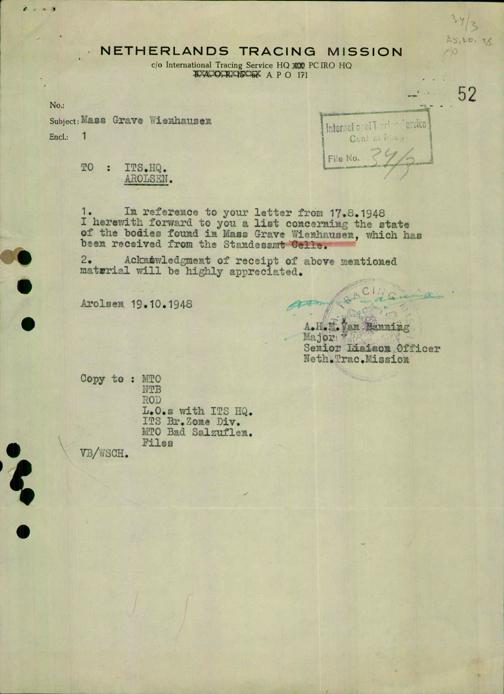 34/3
NETHERLANDS TRACING MISSION
c/o International Tracing Service HQ PCIRO HQ
APO 171
52
No.:
Subject: Mass Grave Wienhausen
Encl.: 1
International Tracing Service
File No. 34/3
TO : ITS.HQ.
AROLSEN.
1. In reference to your letter from 17.8.1948
I herewith forward to you a list concerning the state
of the bodies found in Mass Grave Wienhausen, which has
been received from the Standesamt Celle.
2. Acknowledgment of receipt of above mentioned
material will be highly appreciated.
Arolsen 19.10.1948
TRACING
A.H.M.Van Banning
Major
Senior Liaison Officer
Neth.Trac.Mission
Copy to : MTO
NTB
ROD
L.O.s with ITS HQ.
ITS Br.Zone Div.
MTO Bad Salzuflen.
Files
VB/WSCH.